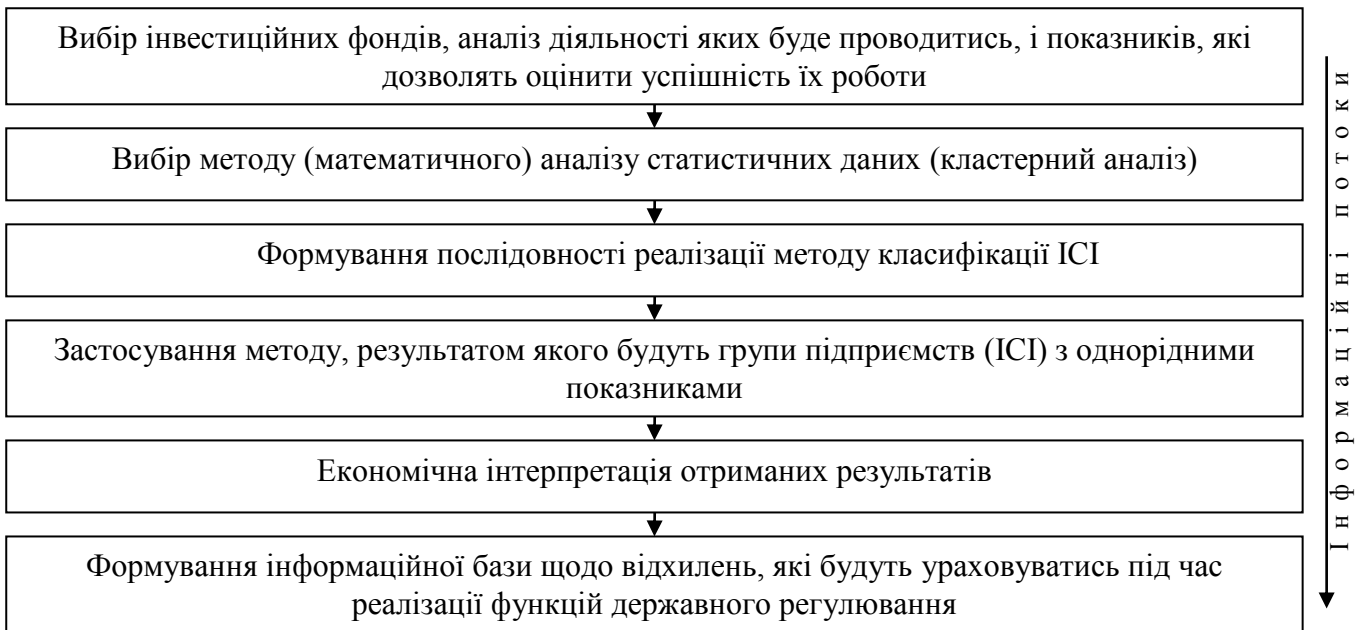 Вибір інвестиційних фондів, аналіз діяльності яких буде проводитись, і показників, які
дозволять оцінити успішність їх роботи
Вибір методу (математичного) аналізу статистичних даних (кластерний аналіз)
Формування послідовності реалізації методу класифікації ІСІ
Застосування методу, результатом якого будуть групи підприємств (ІСІ) з однорідними
показниками
Економічна інтерпретація отриманих результатів
Формування інформаційної бази щодо відхилень, які будуть ураховуватись під час
реалізації функцій державного регулювання
Інформаційні потоки